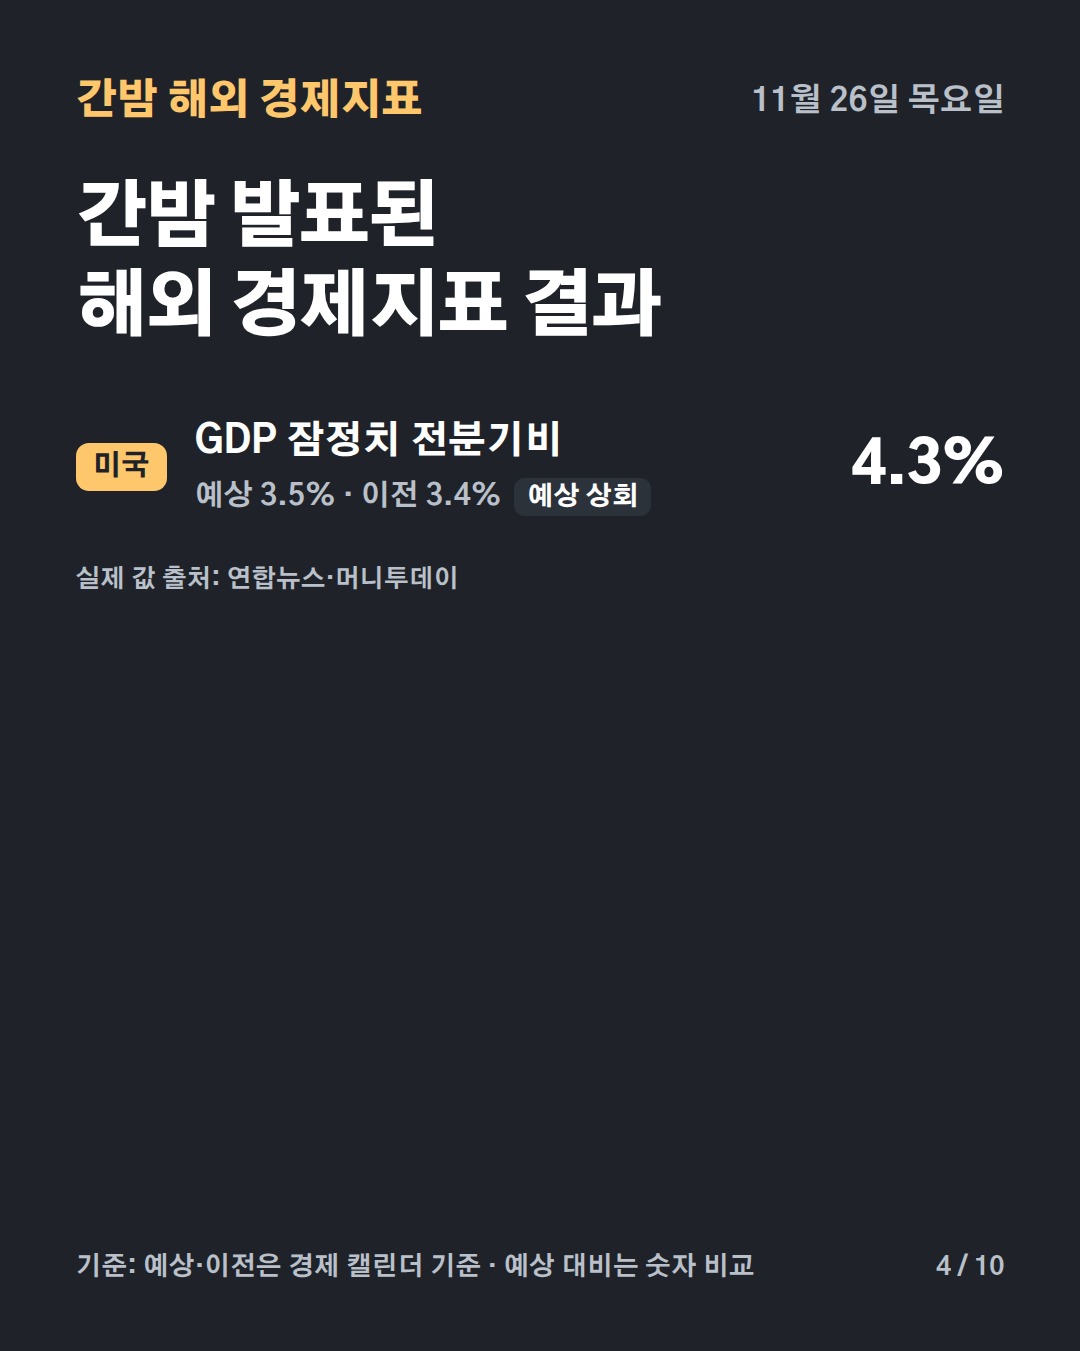 간밤 해외 경제지표
11월 26일 목요일
간밤 발표된
해외 경제지표 결과
미국
GDP 잠정치 전분기비
예상 3.5% · 이전 3.4% 예상 상회
4.3%
실제 값 출처: 연합뉴스·머니투데이
기준: 예상·이전은 경제 캘린더 기준 · 예상 대비는 숫자 비교
4 / 10